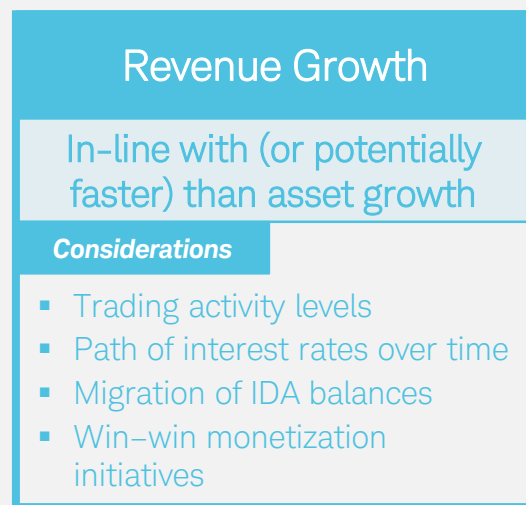 Revenue Growth
In-line with (or potentially
faster) than asset growth
Considerations
▪ Trading activity levels
▪ Path of interest rates over time
▪ Migration of IDA balances
▪ Win–win monetization
initiatives